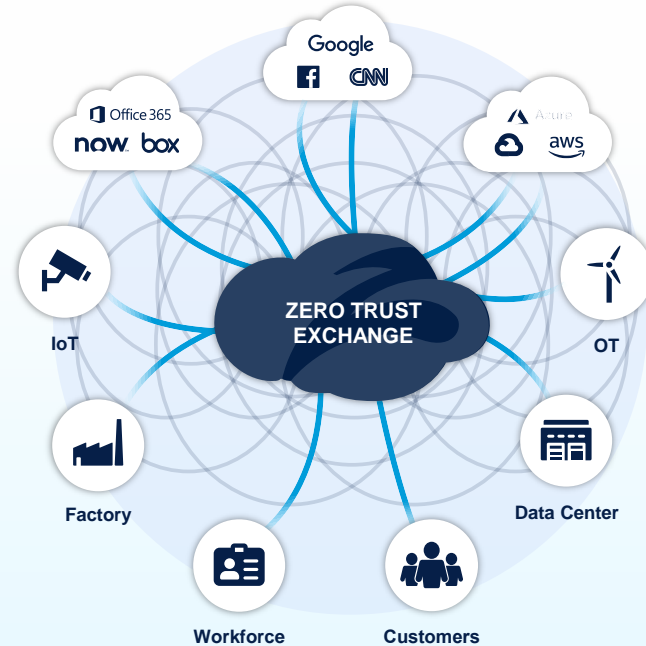 Google
CNN
Office 365
now box
Azure
aws
ZERO TRUST
EXCHANGE
IoT
OT
Factory
Data Center
Workforce
Customers